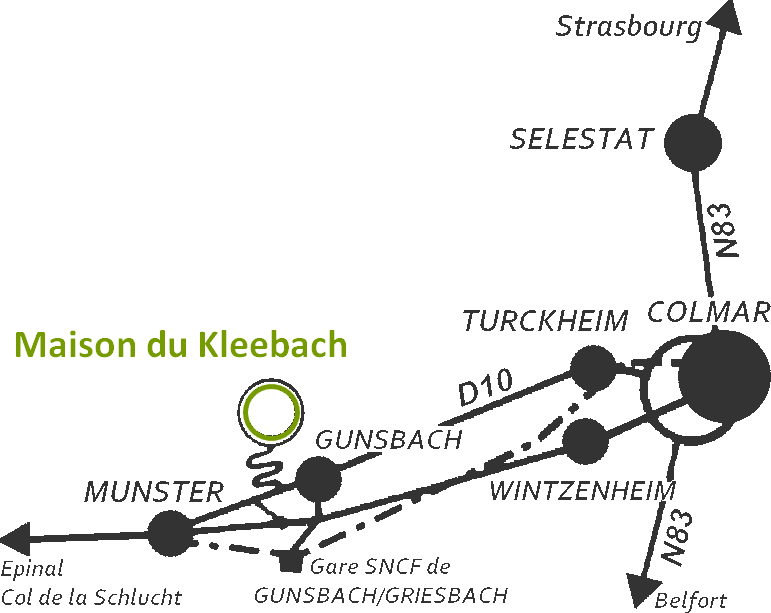 Strasbourg
SELESTAT
N83
COLMAR
TURCKHEIM
Maison du Kleebach
D10
GUNSBACH
MUNSTER
WINTZENHEIM
N83
Epinal
Col de la Schlucht
Gare SNCF de
GUNSBACH/GRIESBACH
Belfort